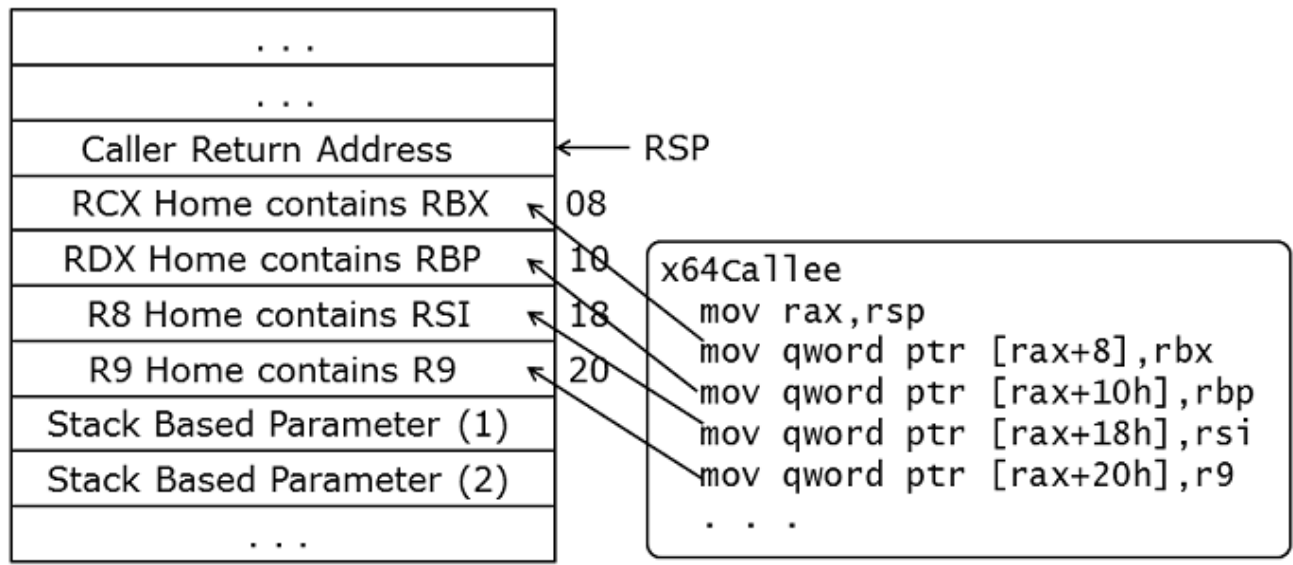 . . .
. . .
Caller Return Address
RSP
RCX Home contains RBX
08
RDX Home contains RBP
10
R8 Home contains RSI
18
R9 Home contains R9
20
Stack Based Parameter (1)
Stack Based Parameter (2)
. . .
x64Callee
mov rax,rsp
mov qword ptr [rax+8],rbx
mov qword ptr [rax+10h],rbp
mov qword ptr [rax+18h],rsi
mov qword ptr [rax+20h],r9
. . .